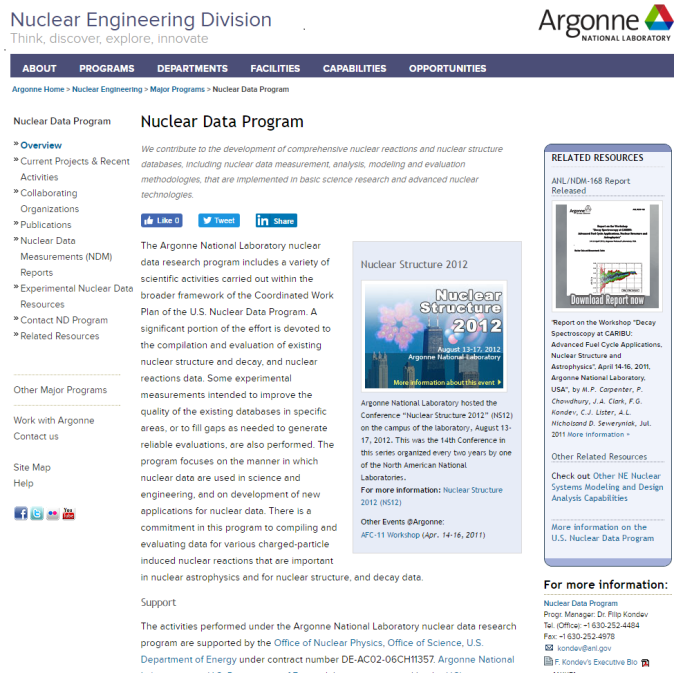 Nuclear Engineering Division
Think, discover, explore, innovate
Argonne
NATIONAL LABORATORY
ABOUT PROGRAMS DEPARTMENTS FACILITIES CAPABILITIES OPPORTUNITIES
Argonne Home > Nuclear Engineering > Major Programs > Nuclear Data Program
Nuclear Data Program
» Overview
» Current Projects & Recent
Activities
» Collaborating
Organizations
» Publications
» Nuclear Data
Measurements (NDM)
Reports
» Experimental Nuclear Data
Resources
» Contact ND Program
» Related Resources
Other Major Programs
Work with Argonne
Contact us
Site Map
Help
You
Nuclear Data Program
We contribute to the development of comprehensive nuclear reactions and nuclear structure
databases, including nuclear data measurement, analysis, modeling and evaluation
methodologies, that are implemented in basic science research and advanced nuclear
technologies.
Like 0 Tweet in Share
The Argonne National Laboratory nuclear
data research program includes a variety of
scientific activities carried out within the
broader framework of the Coordinated Work
Plan of the U.S. Nuclear Data Program. A
significant portion of the effort is devoted to
the compilation and evaluation of existing
nuclear structure and decay, and nuclear
reactions data. Some experimental
measurements intended to improve the
quality of the existing databases in specific
areas, or to fill gaps as needed to generate
reliable evaluations, are also performed. The
program focuses on the manner in which
nuclear data are used in science and
engineering, and on development of new
applications for nuclear data. There is a
commitment in this program to compiling and
evaluating data for various charged-particle
induced nuclear reactions that are important
in nuclear astrophysics and for nuclear structure, and decay data.
Nuclear Structure 2012
Nuclear
Structure
2012
August 13-17, 2012
Argonne National Laboratory
More information about this event
Argonne National Laboratory hosted the
Conference "Nuclear Structure 2012" (NS12)
on the campus of the laboratory, August 13-
17, 2012. This was the 14th Conference in
this series organized every two years by one
of the North American National
Laboratories.
For more information: Nuclear Structure
2012 (NS12)
Other Events @Argonne:
AFC-11 Workshop (Apr. 14-16, 2011)
Support
The activities performed under the Argonne National Laboratory nuclear data research
program are supported by the Office of Nuclear Physics, Office of Science, U.S.
Department of Energy under contract number DE-AC02-06CH11357. Argonne National
RELATED RESOURCES
ANL/NDM-168 Report
Released
Argonne
Report on the Workshop
Decay Spectroscopy at CARIBU:
Advanced Fuel Cycle Applications, Nuclear Structure and
Astrophysics
Download Report now
"Report on the Workshop "Decay
Spectroscopy at CARIBU:
Advanced Fuel Cycle Applications,
Nuclear Structure and
Astrophysics", April 14-16, 2011,
Argonne National Laboratory,
USA", by M.P. Carpenter, P.
Chowdhury, J.A. Clark, F.G.
Kondev, C.J. Lister, A.L.
Nicholsand D. Seweryniak, Jul.
2011 More information »
Other Related Resources
Check out Other NE Nuclear
Systems Modeling and Design
Analysis Capabilities
More information on the
U.S. Nuclear Data Program
For more information:
Nuclear Data Program
Progr. Manager: Dr. Filip Kondev
Tel. (Office): +1 630-252-4484
Fax: +1 630-252-4978
kondev@anl.gov
F. Kondev's Executive Bio